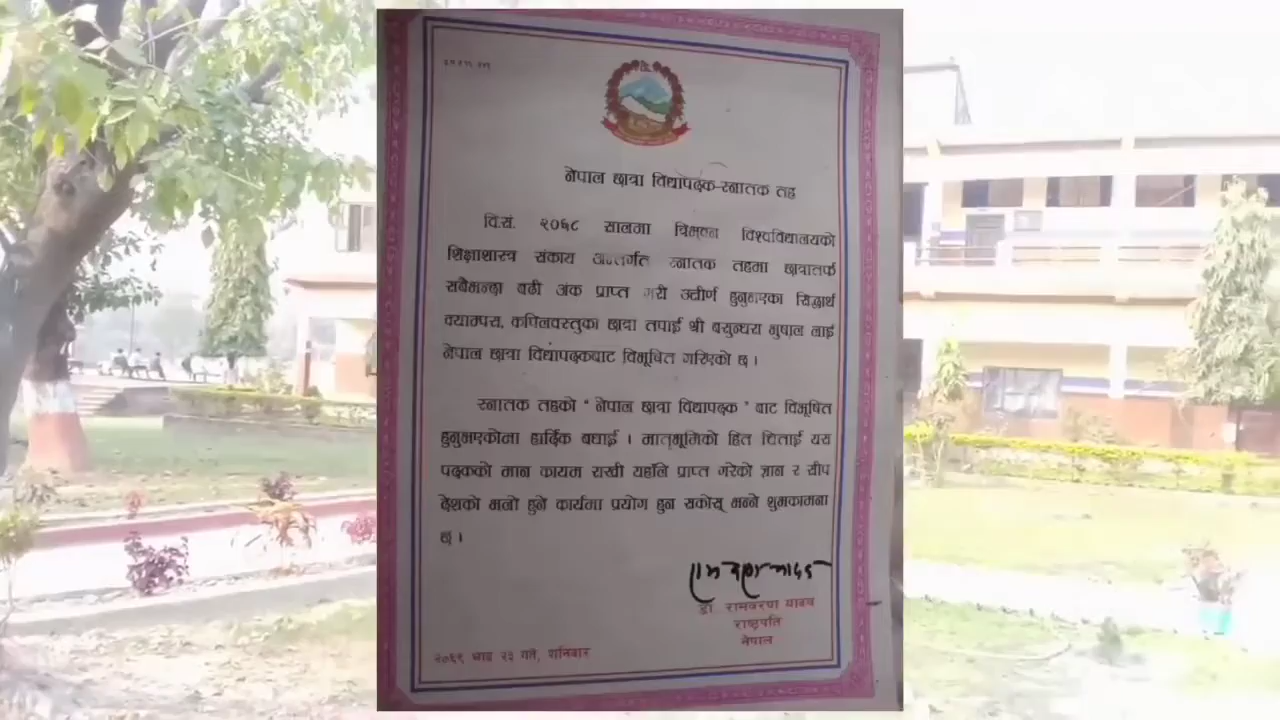 नेपाल छात्रा विद्यापदक-स्नातक तह
वि.सं. २०६८ सालमा त्रिभुवन विश्वविद्यालयको
शिक्षाशास्त्र संकाय अन्तर्गत स्नातक तहमा छात्रातर्फ
सबैभन्दा बढी अंक प्राप्त गरी उत्तीर्ण हुनुभएका सिद्धार्थ
क्याम्पस, कपिलवस्तुका छात्रा तपाई श्री बसुन्धरा भुषाल लाई
नेपाल छात्रा विद्यापदकबाट विभूषित गरिएको छ ।
स्नातक तहको "नेपाल छात्रा विद्यापदक" बाट विभूषित
हुनुभएकोमा हार्दिक बधाई । मातृभूमिको हित चिताई यस
पदकको मान कायम राखी यहाँले प्राप्त गरेको ज्ञान र सीप
देशको भलो हुने कार्यमा प्रयोग हुन सकोस् भन्ने शुभकामना
छ ।
डा. रामवरण यादव
राष्ट्रपति
नेपाल
२०६९ भाद्र २३ गते, शनिबार